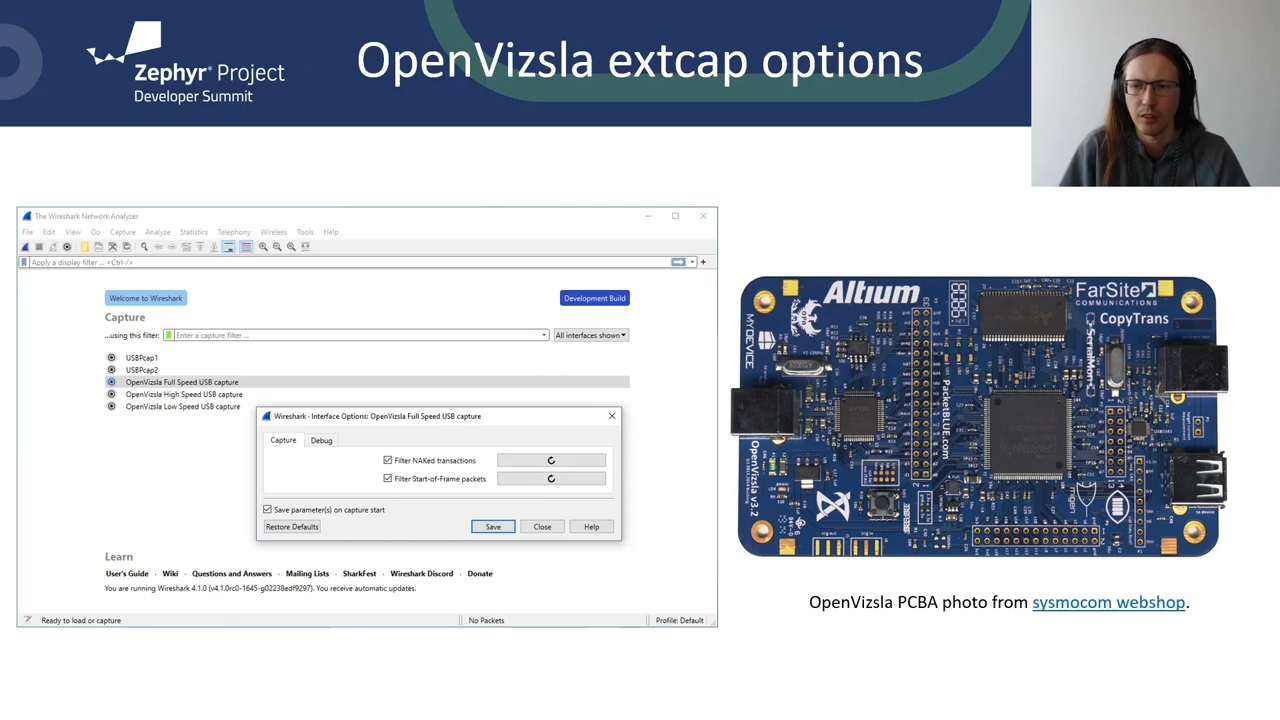 Zephyr® Project
Developer Summit
OpenVizsla extcap options
The Wireshark Network Analyzer
File Edit View Go Capture Analyze Statistics Telephony Wireless Tools Help
Apply a display filter ... <Ctrl-/>
Welcome to Wireshark
Development Build
Capture
...using this filter: Enter a capture filter ... All interfaces shown
USBPcap1
USBPcap2
OpenVizsla Full Speed USB capture
OpenVizsla High Speed USB capture
OpenVizsla Low Speed USB capture
Wireshark - Interface Options: OpenVizsla Full Speed USB capture
Capture Debug
Filter NAKed transactions
Filter Start-of-Frame packets
Save parameter(s) on capture start
Restore Defaults Save Close Help
Learn
User's Guide · Wiki · Questions and Answers · Mailing Lists · SharkFest · Wireshark Discord · Donate
You are running Wireshark 4.1.0 (v4.1.0rc0-1645-g02238edf9297). You receive automatic updates.
Ready to load or capture No Packets Profile: Default
Altium
FarSite
COMMUNICATIONS
CopyTrans
MYDEVICE
SerialMon
PacketBLUE.com
OpenVizsla v3.2
OpenVizsla PCBA photo from sysmocom webshop.